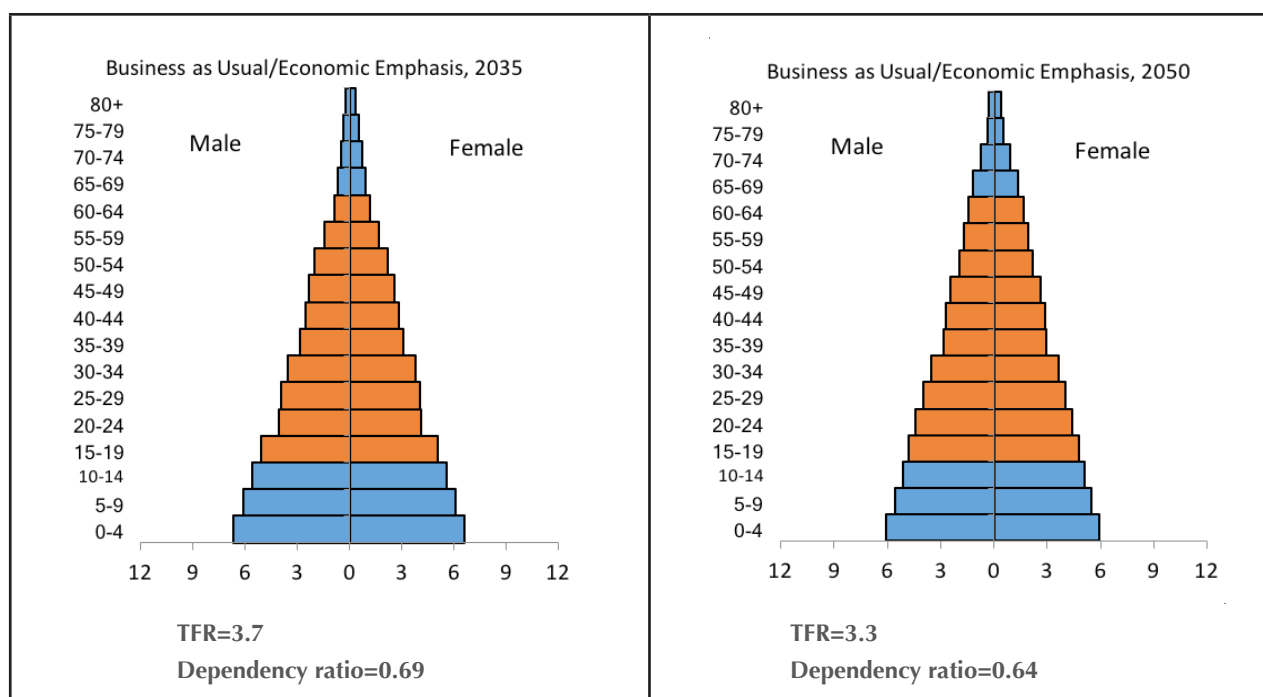 Business as Usual/Economic Emphasis, 2035
80+
75-79
Male
Female
70-74
65-69
60-64
55-59
50-54
45-49
40-44
35-39
30-34
25-29
20-24
15-19
10-14
5-9
0-4
12 9 6 3 0 3 6 9 12
TFR=3.7
Dependency ratio=0.69
Business as Usual/Economic Emphasis, 2050
80+
75-79
Male
Female
70-74
65-69
60-64
55-59
50-54
45-49
40-44
35-39
30-34
25-29
20-24
15-19
10-14
5-9
0-4
12 9 6 3 0 3 6 9 12
TFR=3.3
Dependency ratio=0.64